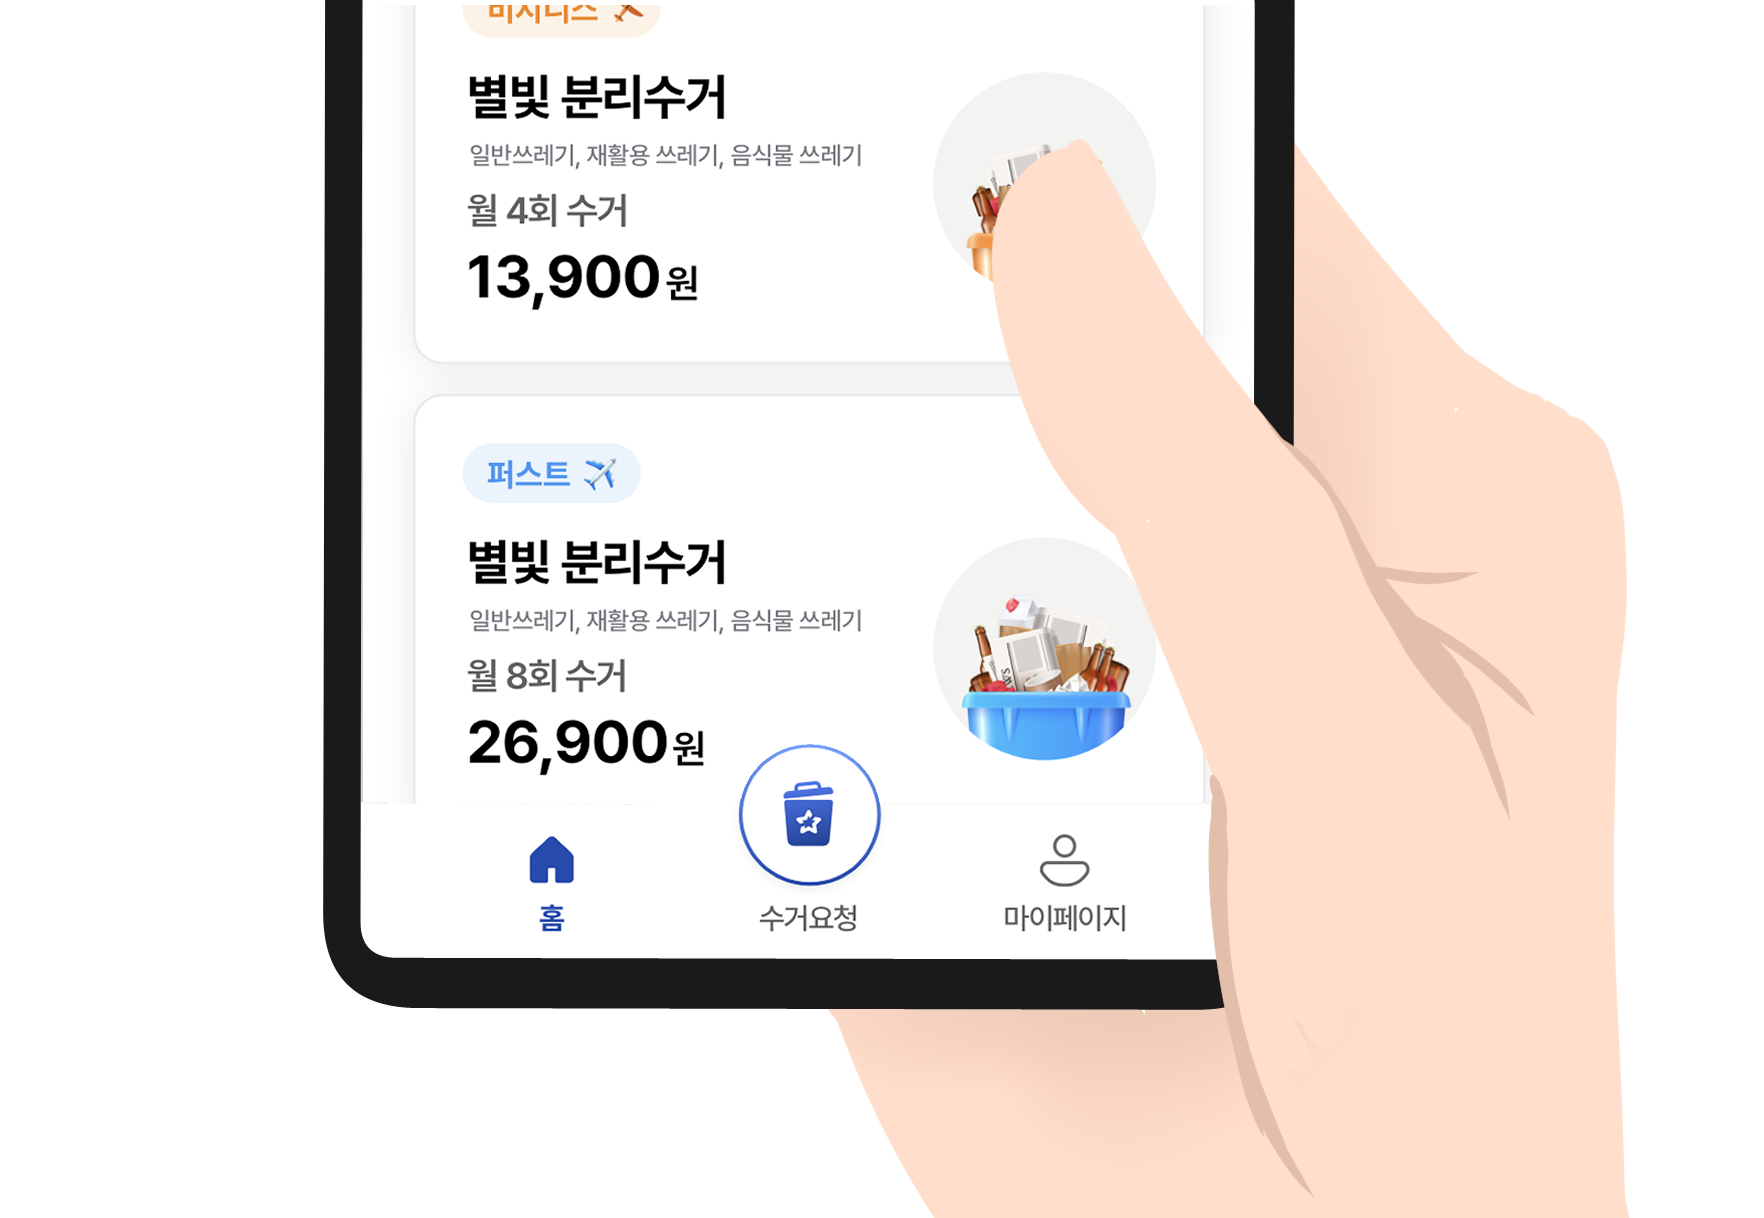 비지니스
별빛 분리수거
일반쓰레기, 재활용 쓰레기, 음식물 쓰레기
월 4회 수거
13,900원
퍼스트
별빛 분리수거
일반쓰레기, 재활용 쓰레기, 음식물 쓰레기
월 8회 수거
26,900원
홈
수거요청
마이페이지